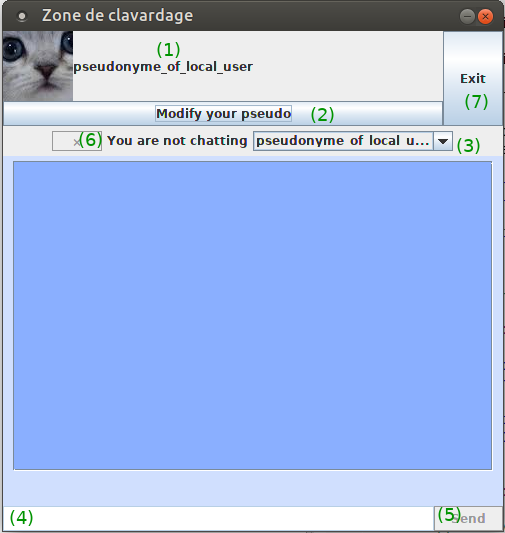 Zone de clavardage
(1)
pseudonyme_of_local_user
Exit
(7)
Modify your pseudo (2)
× (6) You are not chatting pseudonyme of local u... (3)
(4) (5) Send